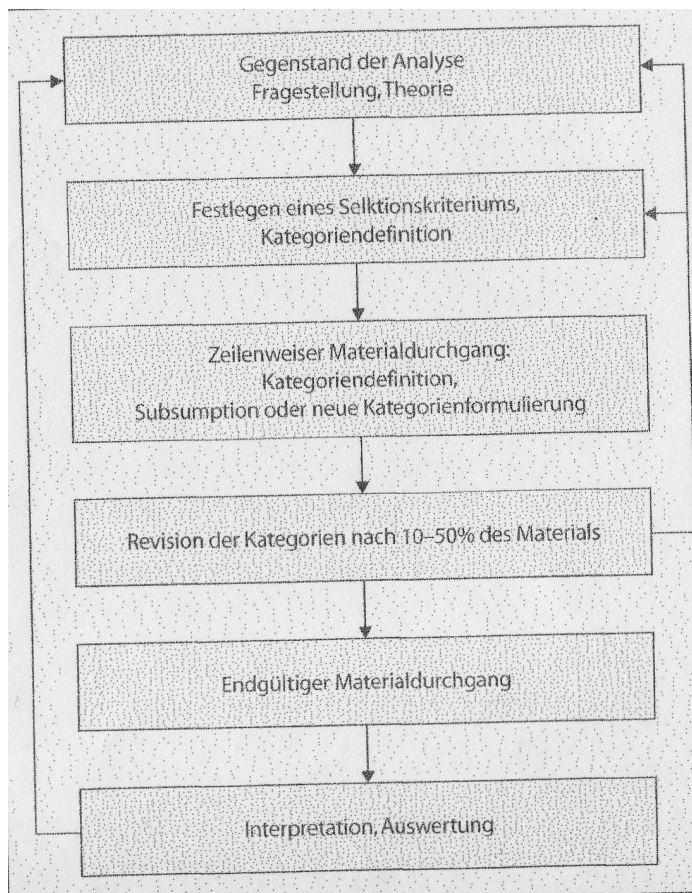 Gegenstand der Analyse
Fragestellung, Theorie
Festlegen eines Selktionskriteriums,
Kategoriendefinition
Zeilenweiser Materialdurchgang:
Kategoriendefinition,
Subsumption oder neue Kategorienformulierung
Revision der Kategorien nach 10–50% des Materials
Endgültiger Materialdurchgang
Interpretation, Auswertung